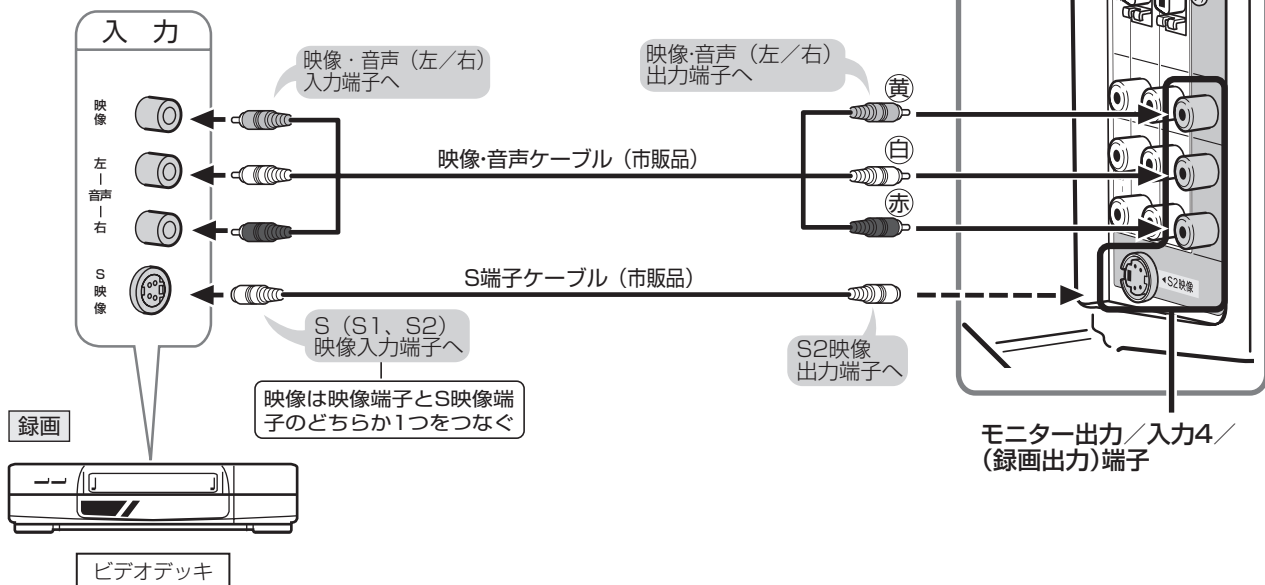 入 力
映像
左
音声
右
S映像
映像・音声（左／右）
入力端子へ
映像・音声（左／右）
出力端子へ
黄
白
赤
映像・音声ケーブル（市販品）
S端子ケーブル（市販品）
S（S1、S2）
映像入力端子へ
S2映像
出力端子へ
◀S2映像
映像は映像端子とS映像端
子のどちらか1つをつなぐ
モニター出力／入力4／
（録画出力）端子
録画
ビデオデッキ